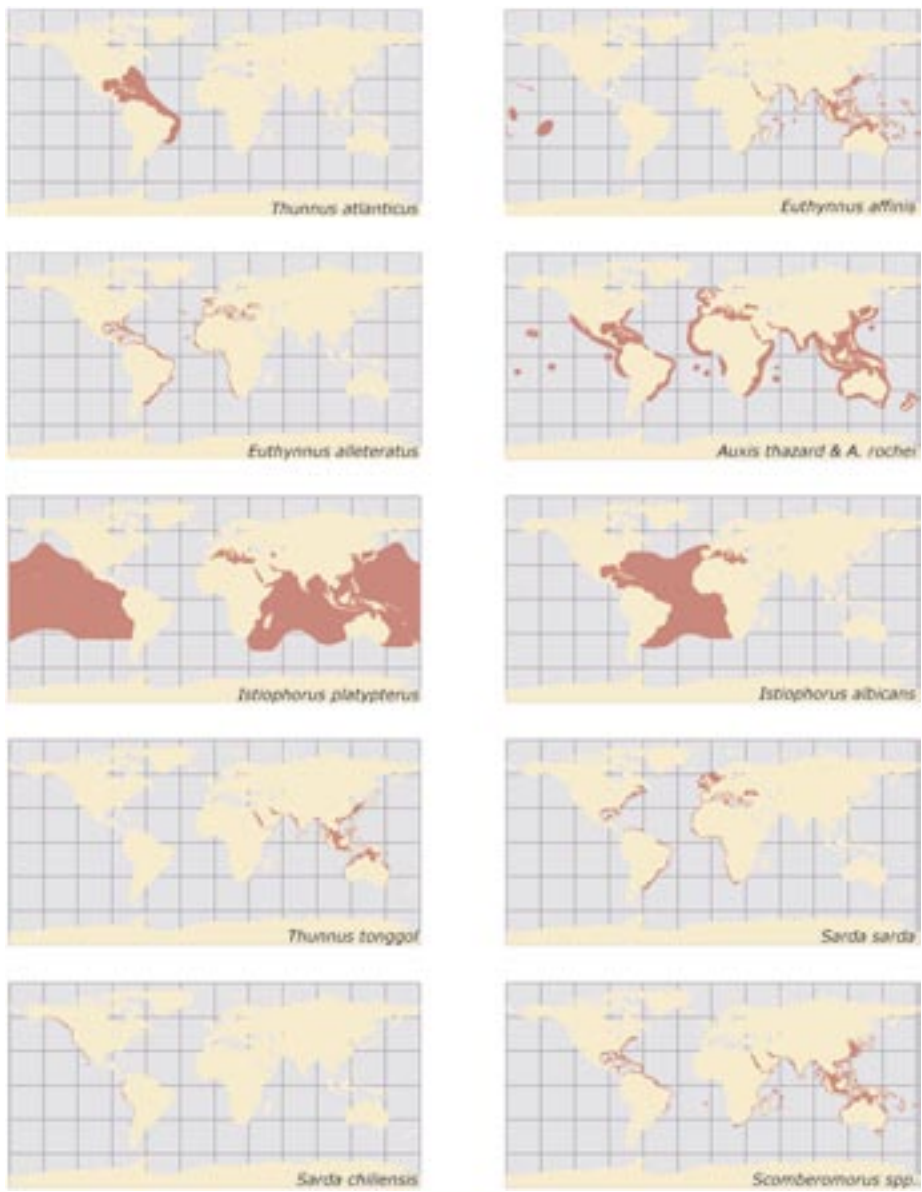 Thunnus atlanticus
Euthynnus affinis
Euthynnus alleteratus
Auxis thazard & A. rochei
Istiophorus platypterus
Istiophorus albicans
Thunnus tonggol
Sarda sarda
Sarda chiliensis
Scomberomorus spp.